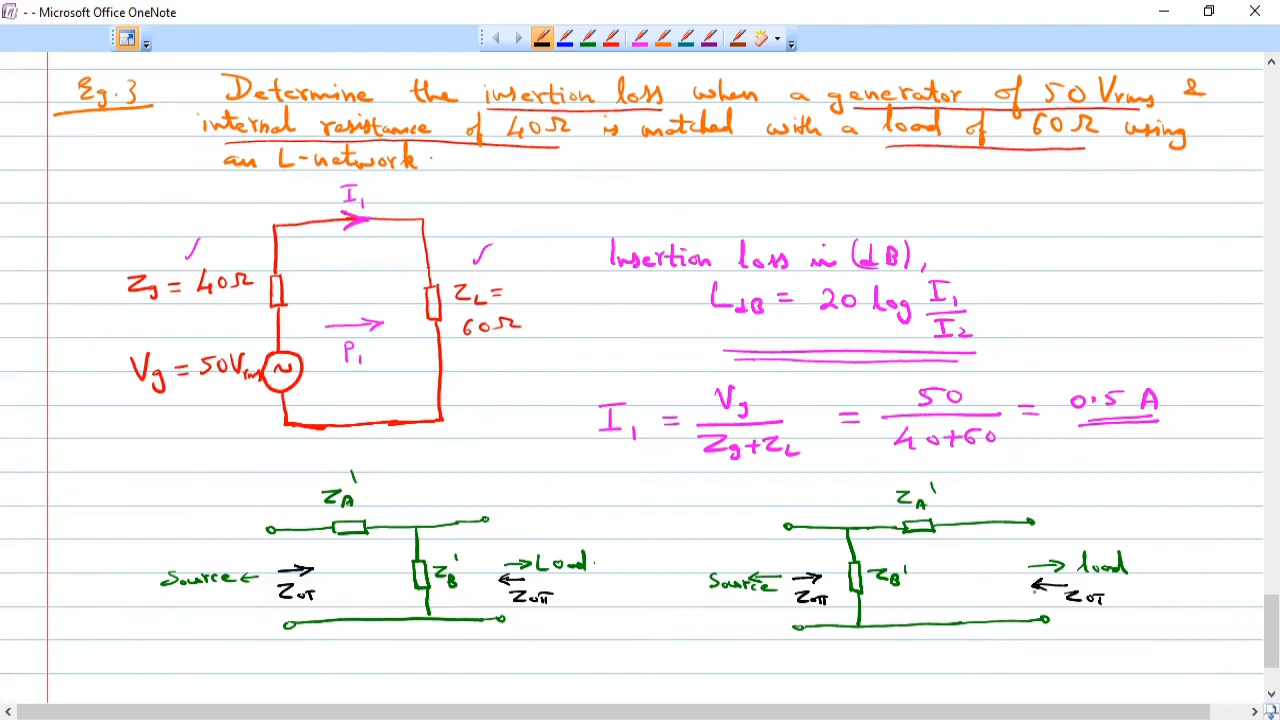 - - Microsoft Office OneNote
Eg. 3 Determine the insertion loss when a generator of 50 Vrms &
internal resistance of 40Ω is matched with a load of 60Ω using
an L-network.
I₁
Zg = 40Ω
ZL =
60Ω
P₁
Vg = 50Vrms
~
Insertion loss in (dB),
LdB = 20 log I₁/I₂
I₁ = Vg/(Zg+ZL) = 50/(40+60) = 0.5 A
ZA'
ZB'
Source ←
→ Load
Z0T
Z0π
ZA'
ZB'
Source ←
→ load
Z0π
Z0T